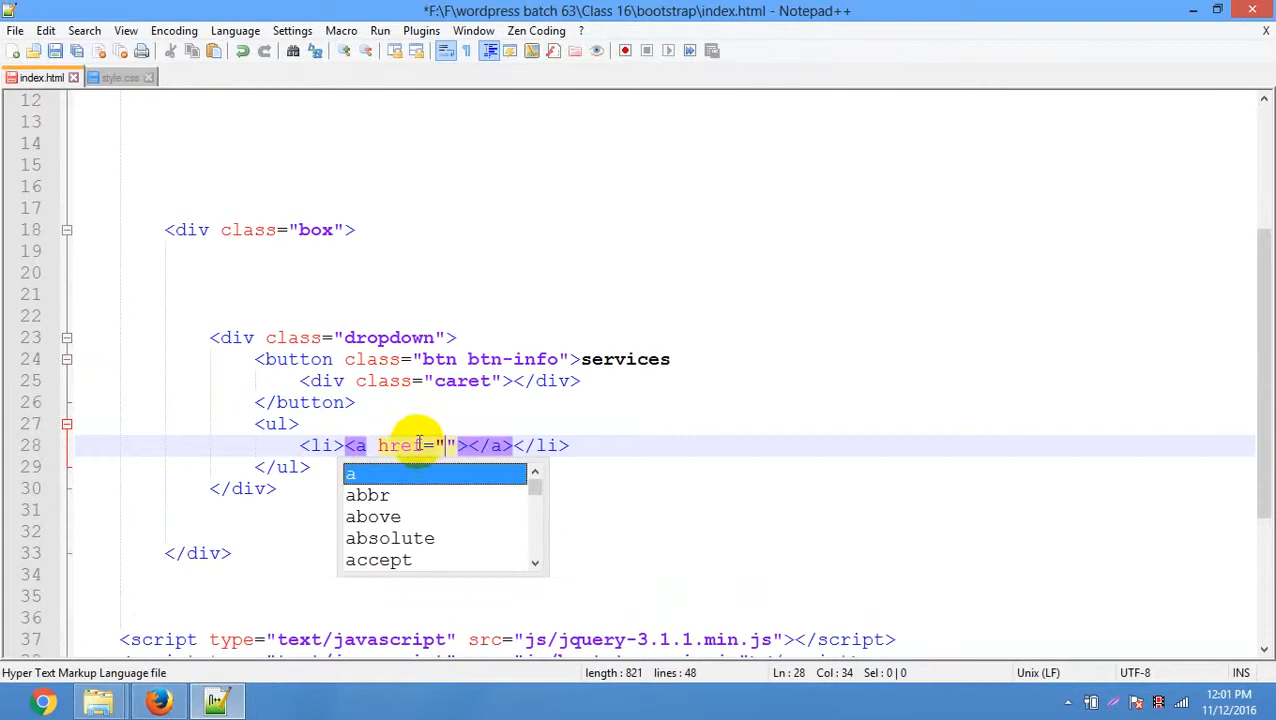 *F:\F\wordpress batch 63\Class 16\bootstrap\index.html - Notepad++
File Edit Search View Encoding Language Settings Macro Run Plugins Window Zen Coding ? X
index.html style.css
12
13
14
15
16
17
18 <div class="box">
19
20
21
22
23 <div class="dropdown">
24 <button class="btn btn-info">services
25 <div class="caret"></div>
26 </button>
27 <ul>
28 <li><a href=""></a></li>
29 </ul>
30 </div>
31
32
33 </div>
34
35
36
37 <script type="text/javascript" src="js/jquery-3.1.1.min.js"></script>
a
abbr
above
absolute
accept
Hyper Text Markup Language file length : 821 lines : 48 Ln : 28 Col : 34 Sel : 0 | 0 Unix (LF) UTF-8 INS
12:01 PM
11/12/2016